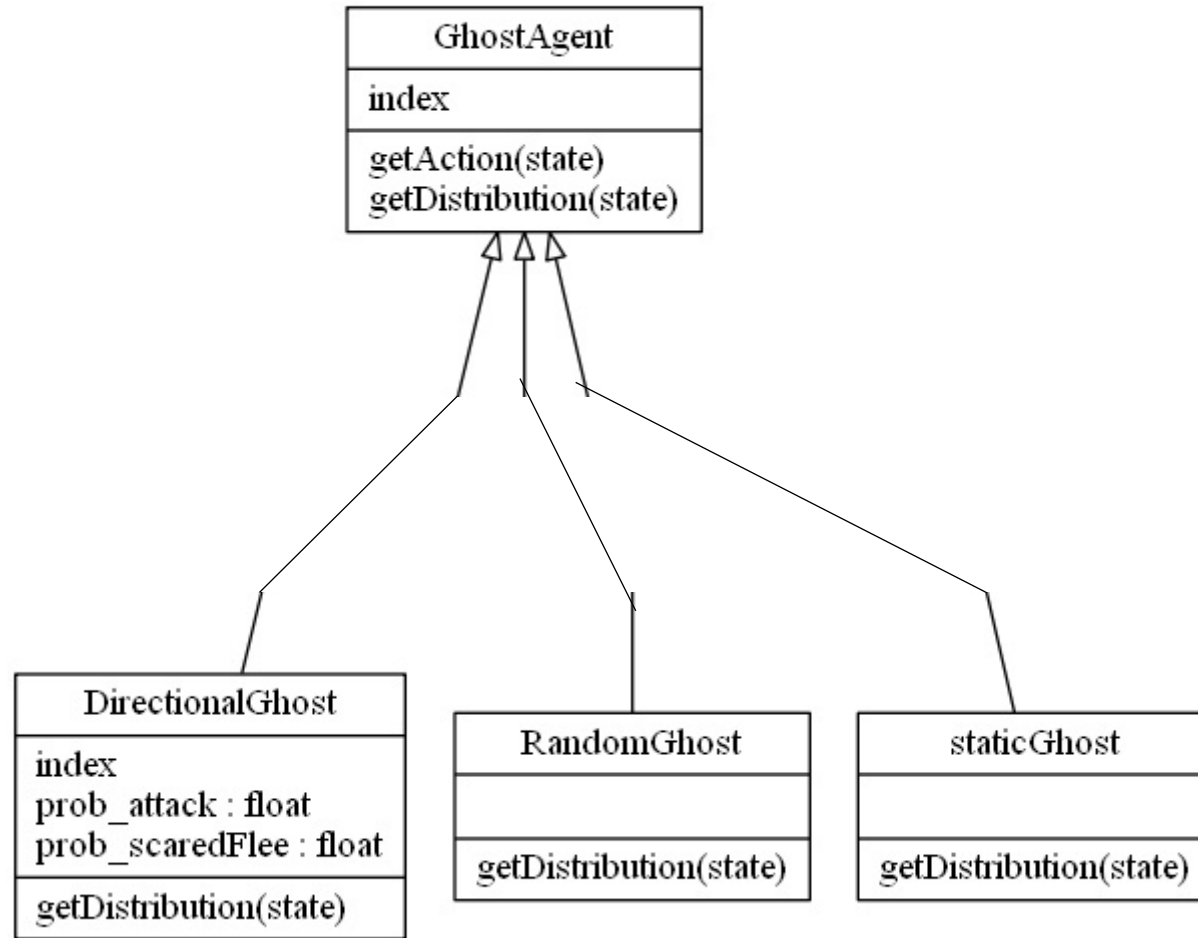 GhostAgent
index
getAction(state)
getDistribution(state)
DirectionalGhost
index
prob_attack : float
prob_scaredFlee : float
getDistribution(state)
RandomGhost
getDistribution(state)
staticGhost
getDistribution(state)